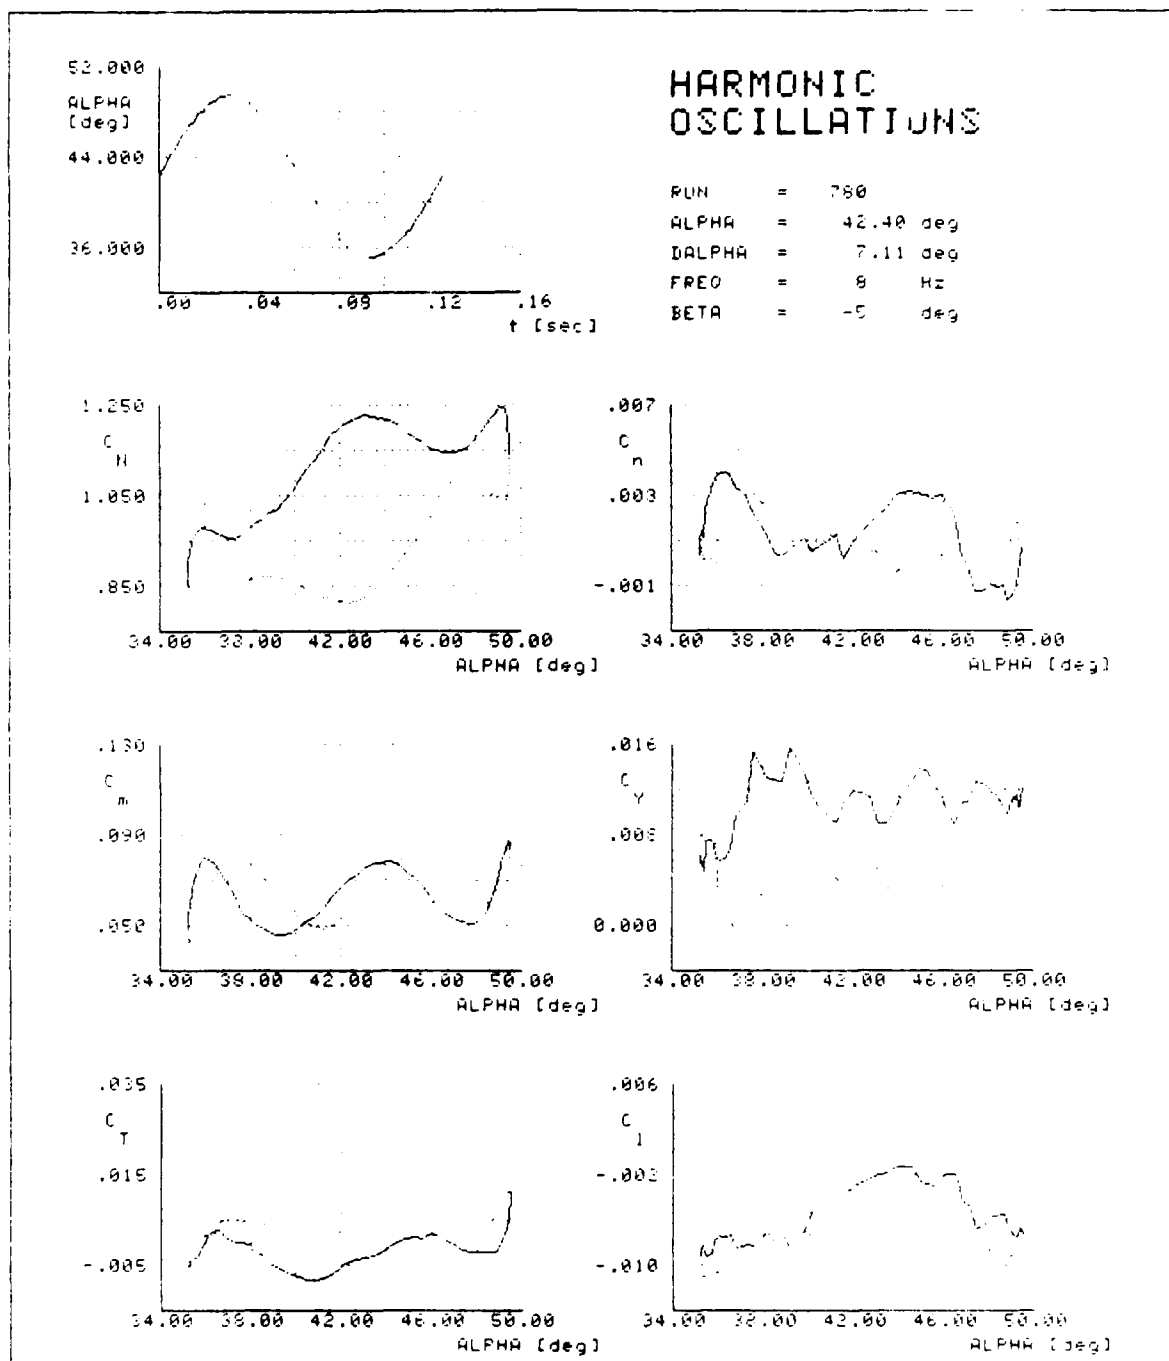 HARMONIC
OSCILLATIONS
RUN = 780
ALPHA = 42.40 deg
DALPHA = 7.11 deg
FREQ = 8 Hz
BETA = -5 deg
52.000
ALPHA
[deg]
44.000
36.000
.00 .04 .08 .12 .16
t [sec]
1.250
C N
1.050
.850
34.00 38.00 42.00 46.00 50.00
ALPHA [deg]
.007
C n
.003
-.001
34.00 38.00 42.00 46.00 50.00
ALPHA [deg]
.130
C m
.090
.050
34.00 38.00 42.00 46.00 50.00
ALPHA [deg]
.016
C Y
.008
0.000
34.00 38.00 42.00 46.00 50.00
ALPHA [deg]
.035
C T
.015
-.005
34.00 38.00 42.00 46.00 50.00
ALPHA [deg]
.006
C l
-.002
-.010
34.00 38.00 42.00 46.00 50.00
ALPHA [deg]